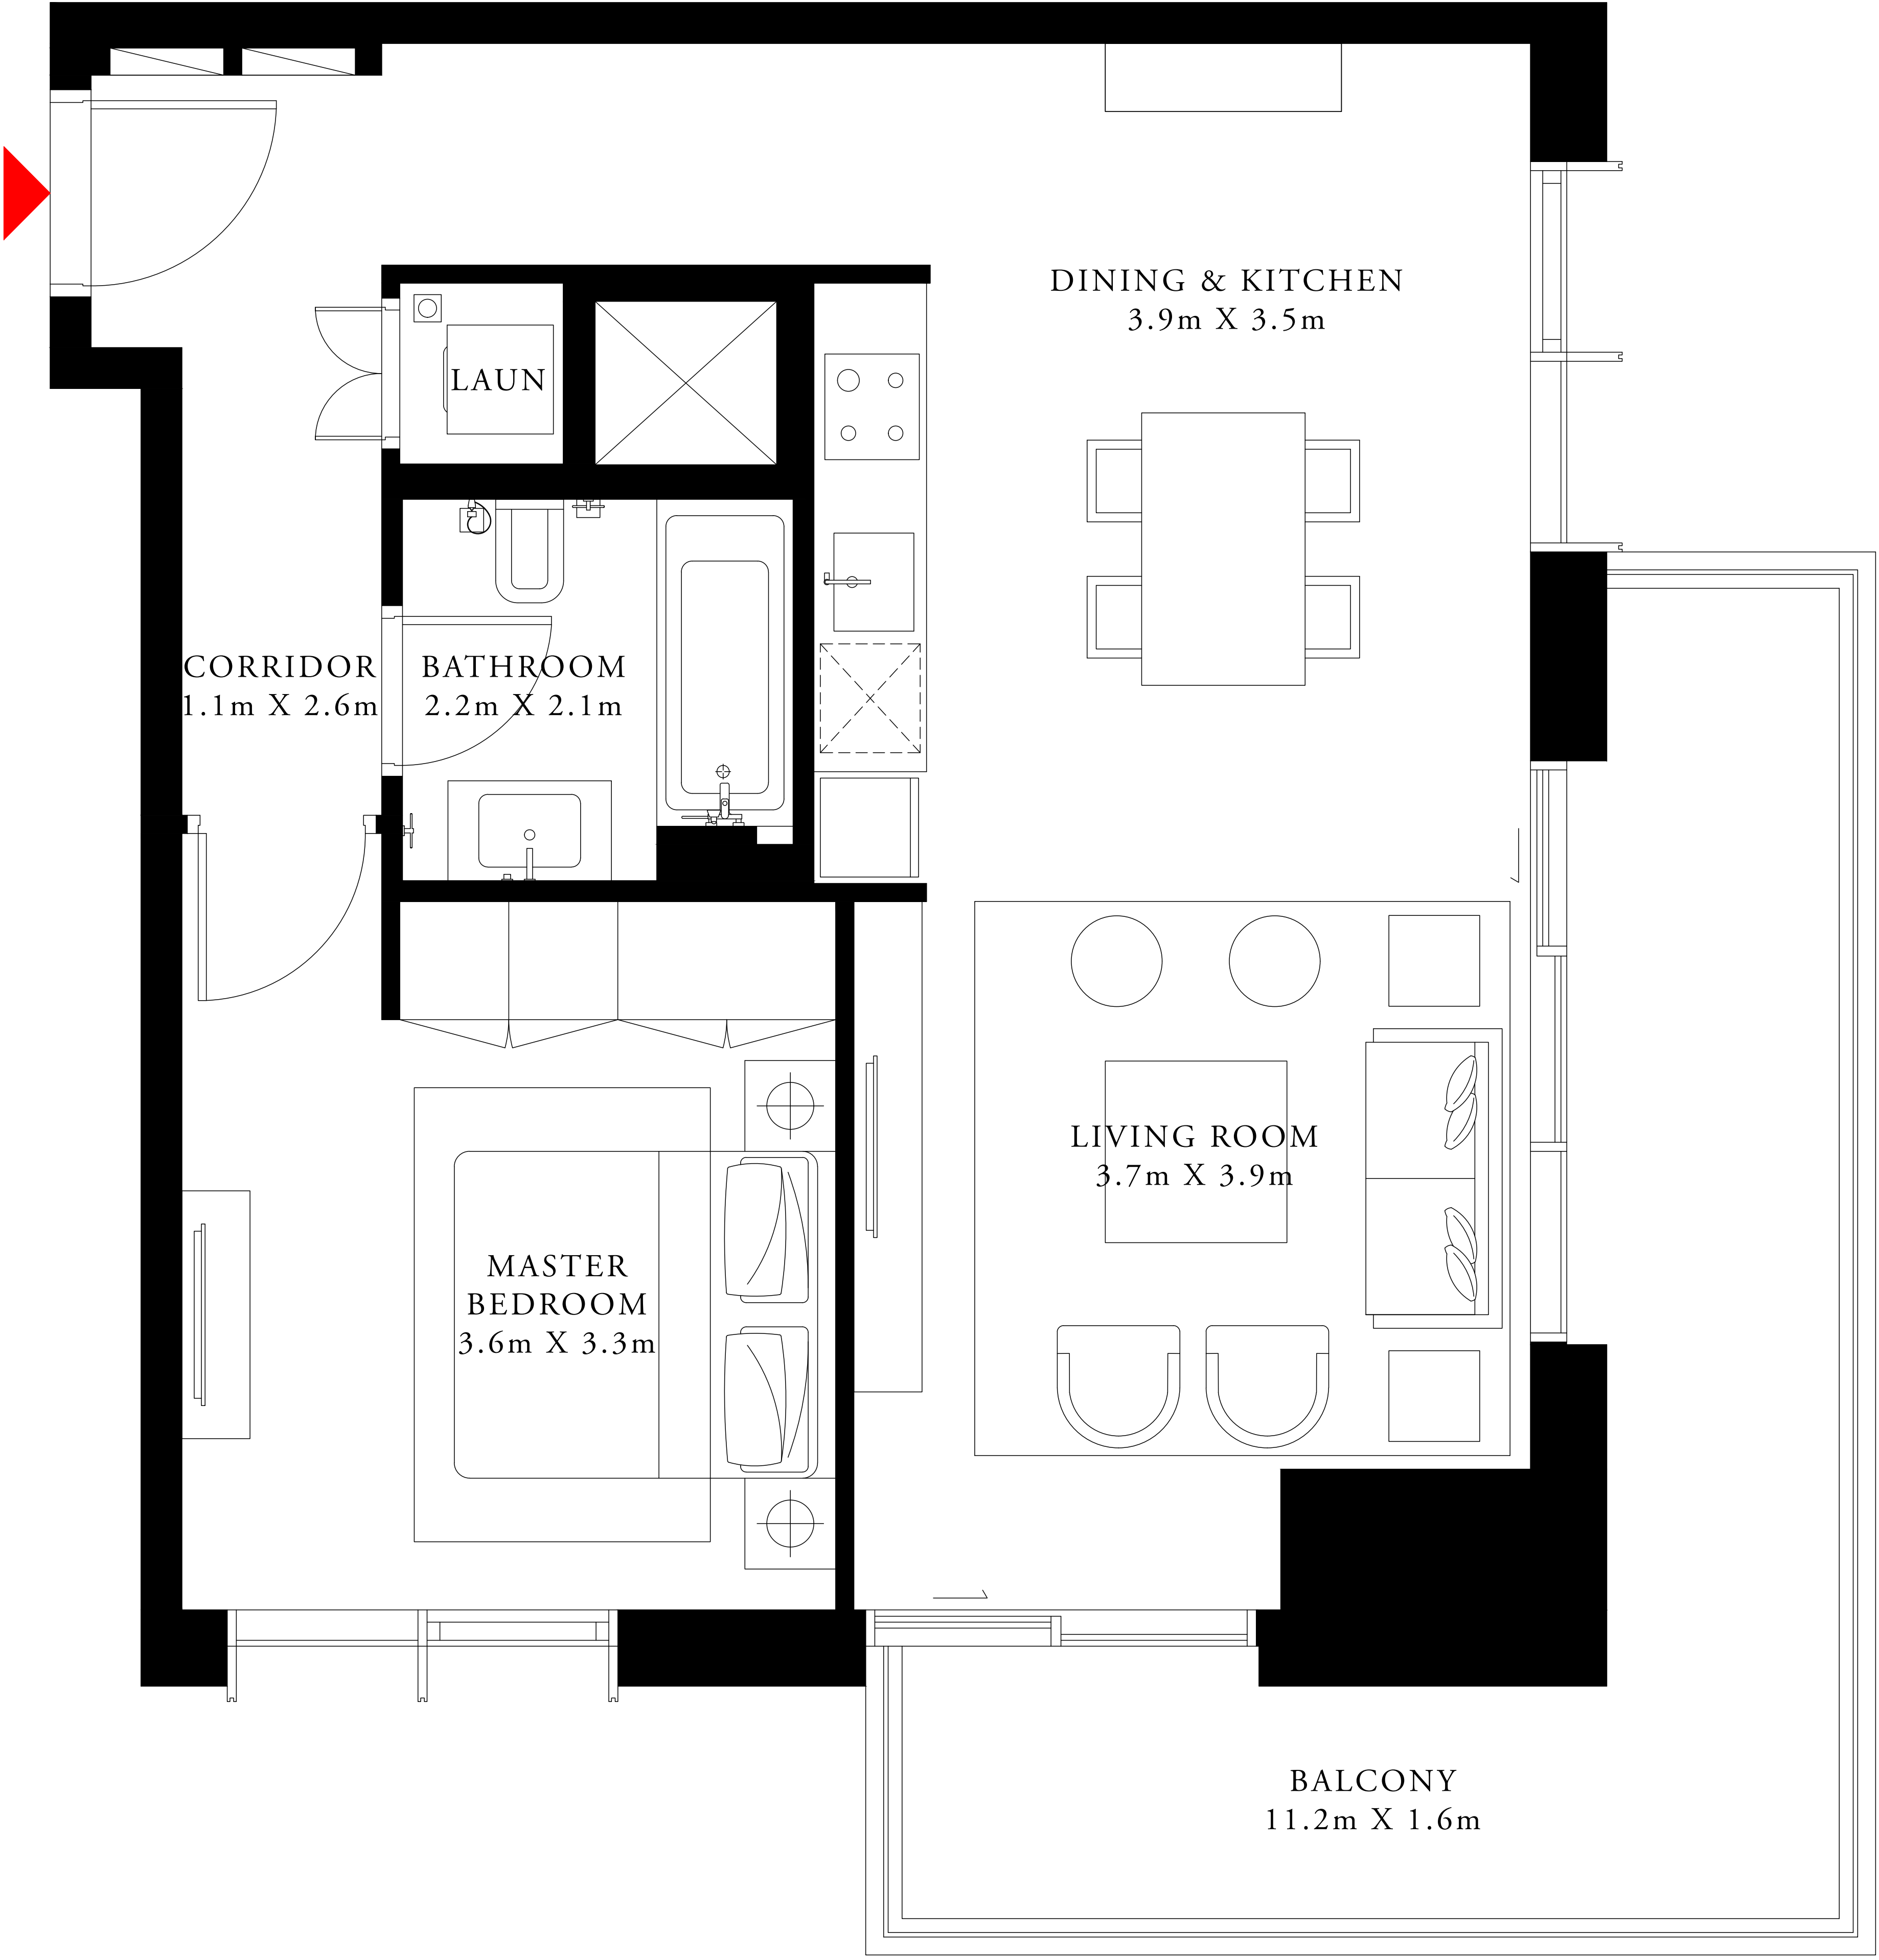 DINING & KITCHEN
3.9m X 3.5m
LAUN
CORRIDOR
1.1m X 2.6m
BATHROOM
2.2m X 2.1m
LIVING ROOM
3.7m X 3.9m
MASTER
BEDROOM
3.6m X 3.3m
BALCONY
11.2m X 1.6m